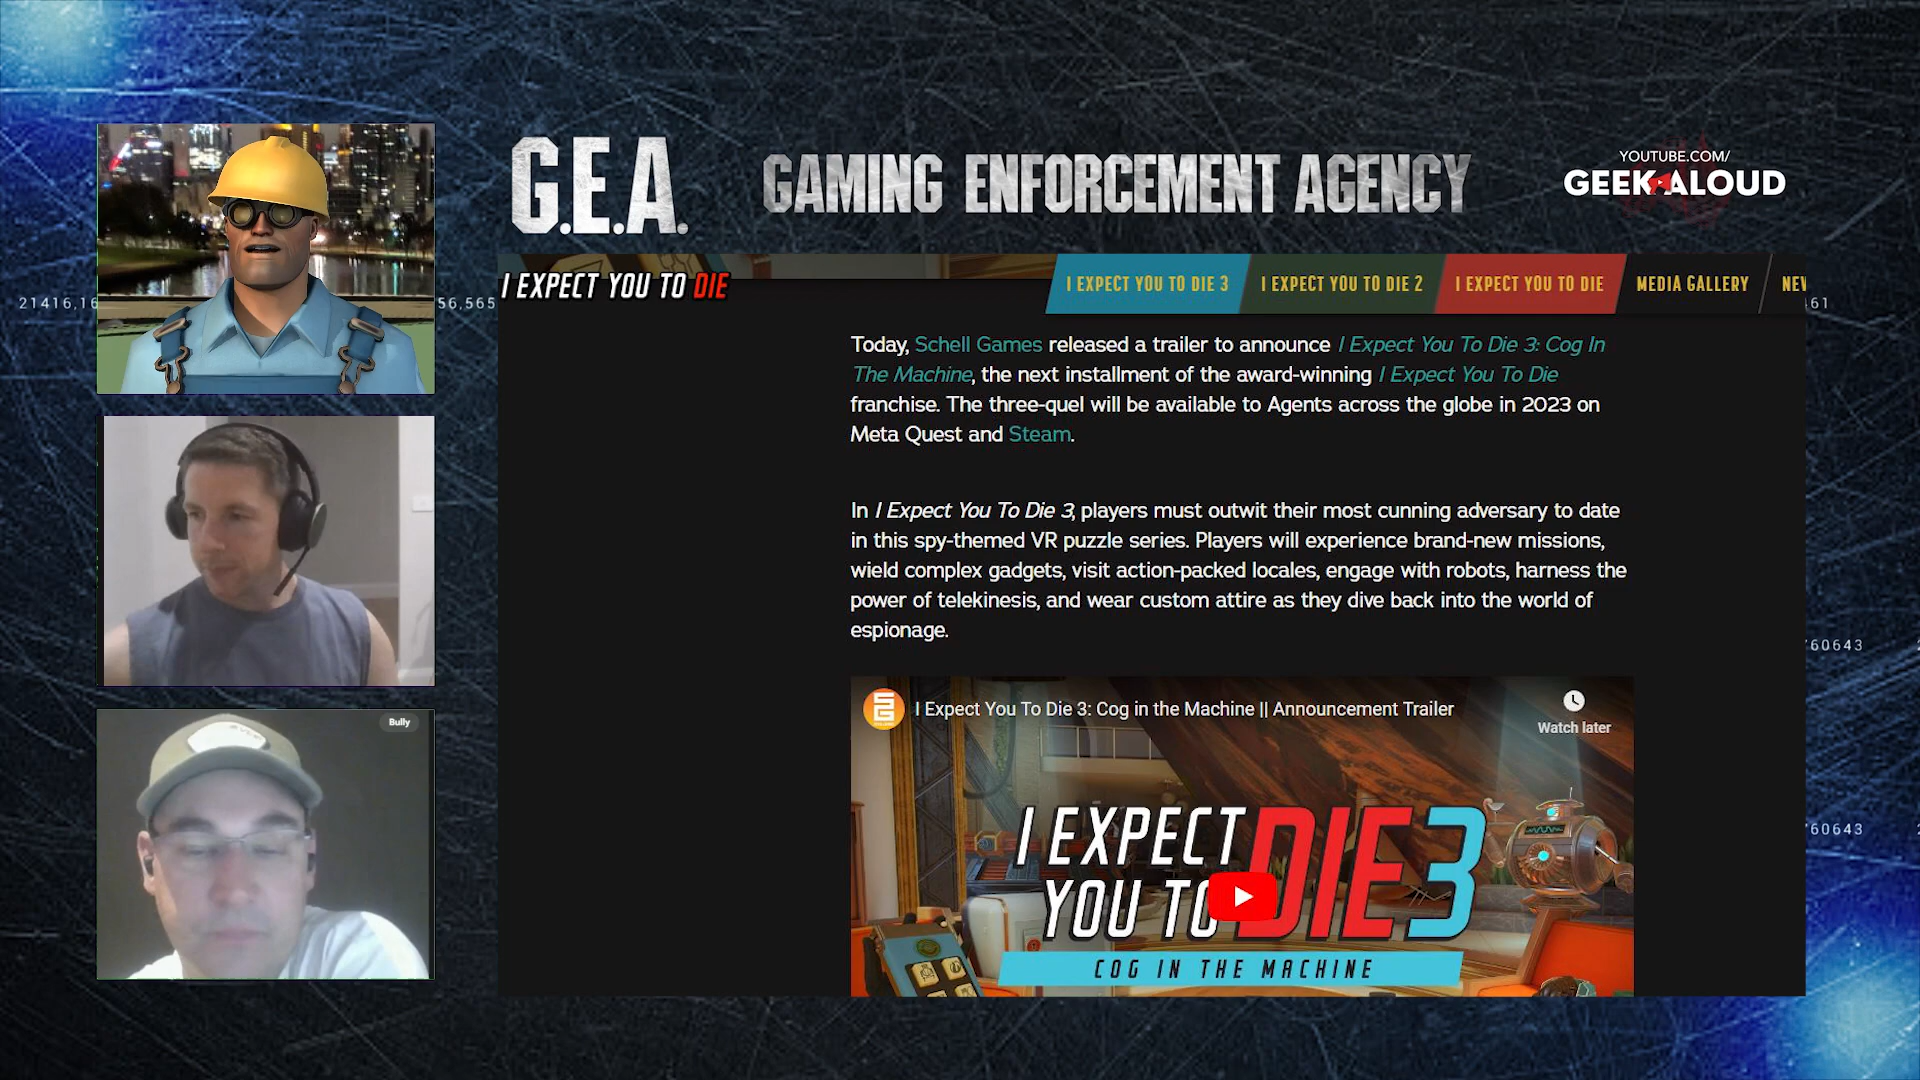 G.E.A. GAMING ENFORCEMENT AGENCY
YOUTUBE.COM/
GEEK ALOUD
I EXPECT YOU TO DIE
I EXPECT YOU TO DIE 3
I EXPECT YOU TO DIE 2
I EXPECT YOU TO DIE
MEDIA GALLERY
21416,16
56,565
Today, Schell Games released a trailer to announce I Expect You To Die 3: Cog In
The Machine, the next installment of the award-winning I Expect You To Die
franchise. The three-quel will be available to Agents across the globe in 2023 on
Meta Quest and Steam.
In I Expect You To Die 3, players must outwit their most cunning adversary to date
in this spy-themed VR puzzle series. Players will experience brand-new missions,
wield complex gadgets, visit action-packed locales, engage with robots, harness the
power of telekinesis, and wear custom attire as they dive back into the world of
espionage.
60643
I Expect You To Die 3: Cog in the Machine || Announcement Trailer
Watch later
Bully
I EXPECT
YOU TO DIE 3
COG IN THE MACHINE
60643